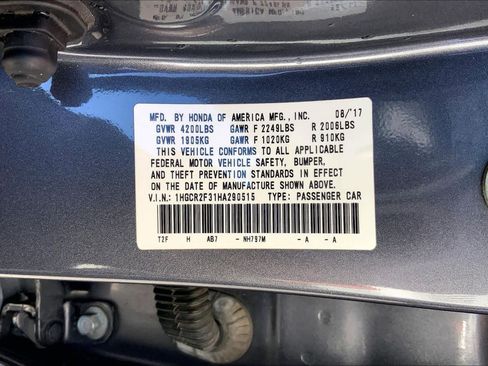 MFD. BY HONDA OF AMERICA MFG., INC. 08/'17
GVWR 4200LBS GAWR F 2249LBS R 2006LBS
GVWR 1905KG GAWR F 1020KG R 910KG
THIS VEHICLE CONFORMS TO ALL APPLICABLE
FEDERAL MOTOR VEHICLE SAFETY, BUMPER,
AND THEFT PREVENTION STANDARDS IN EFFECT
ON THE DATE OF MANUFACTURE SHOWN ABOVE.
V.I.N.: 1HGCR2F31HA290515 TYPE: PASSENGER CAR
T2F H AB7 - NH797M - A - A